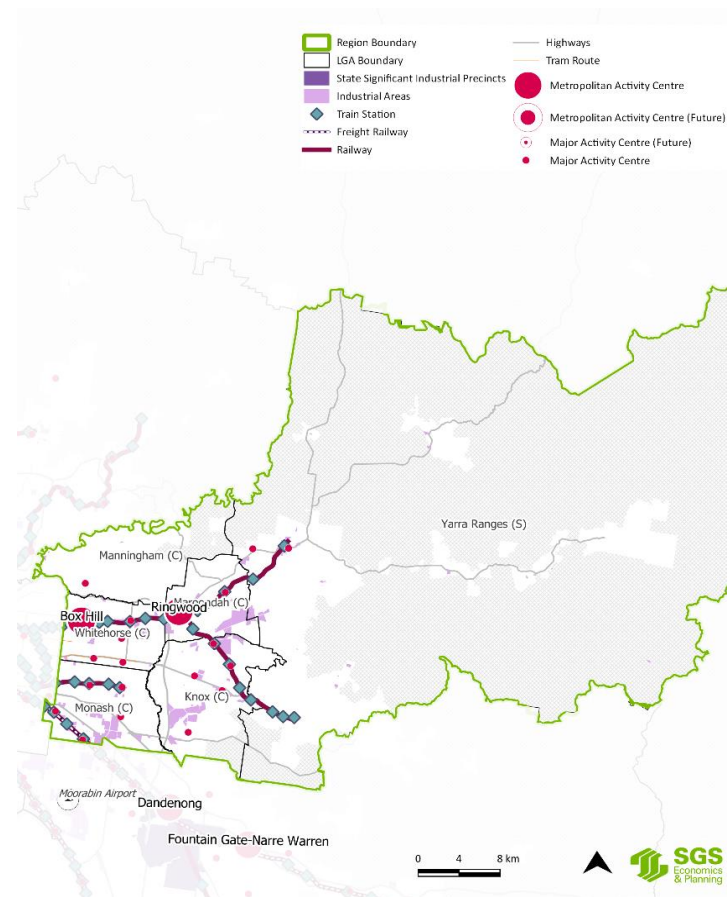 Region Boundary
LGA Boundary
State Significant Industrial Precincts
Industrial Areas
Train Station
Freight Railway
Railway
Highways
Tram Route
Metropolitan Activity Centre
Metropolitan Activity Centre (Future)
Major Activity Centre (Future)
Major Activity Centre
Yarra Ranges (S)
Manningham (C)
Maroondah (C)
Ringwood
Box Hill
Whitehorse (C)
Knox (C)
Monash (C)
Moorabin Airport
Dandenong
Fountain Gate-Narre Warren
0 4 8 km
SGS
Economics
& Planning